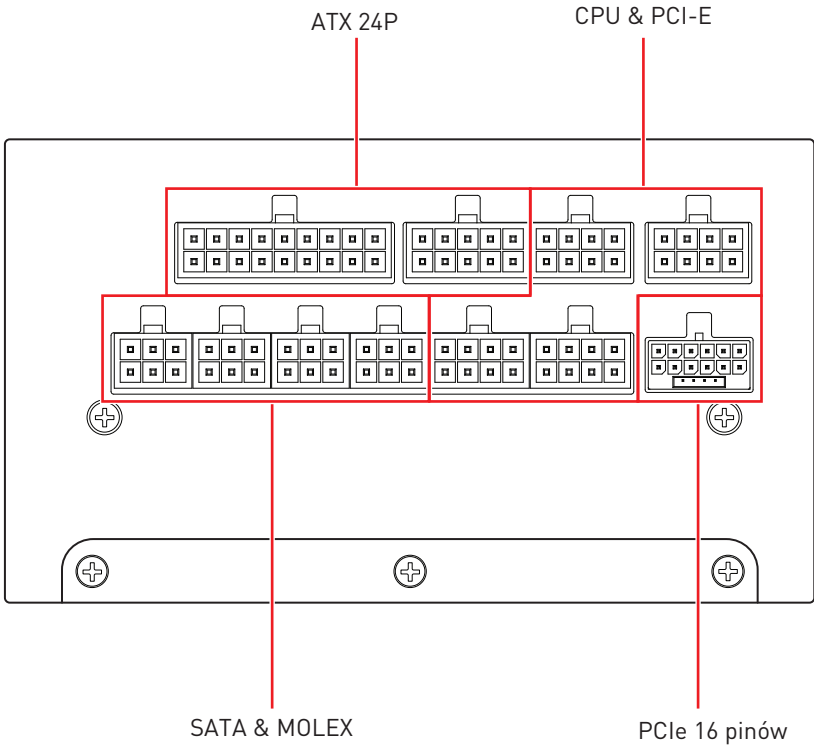 ATX 24P
CPU & PCI-E
SATA & MOLEX
PCIe 16 pinów